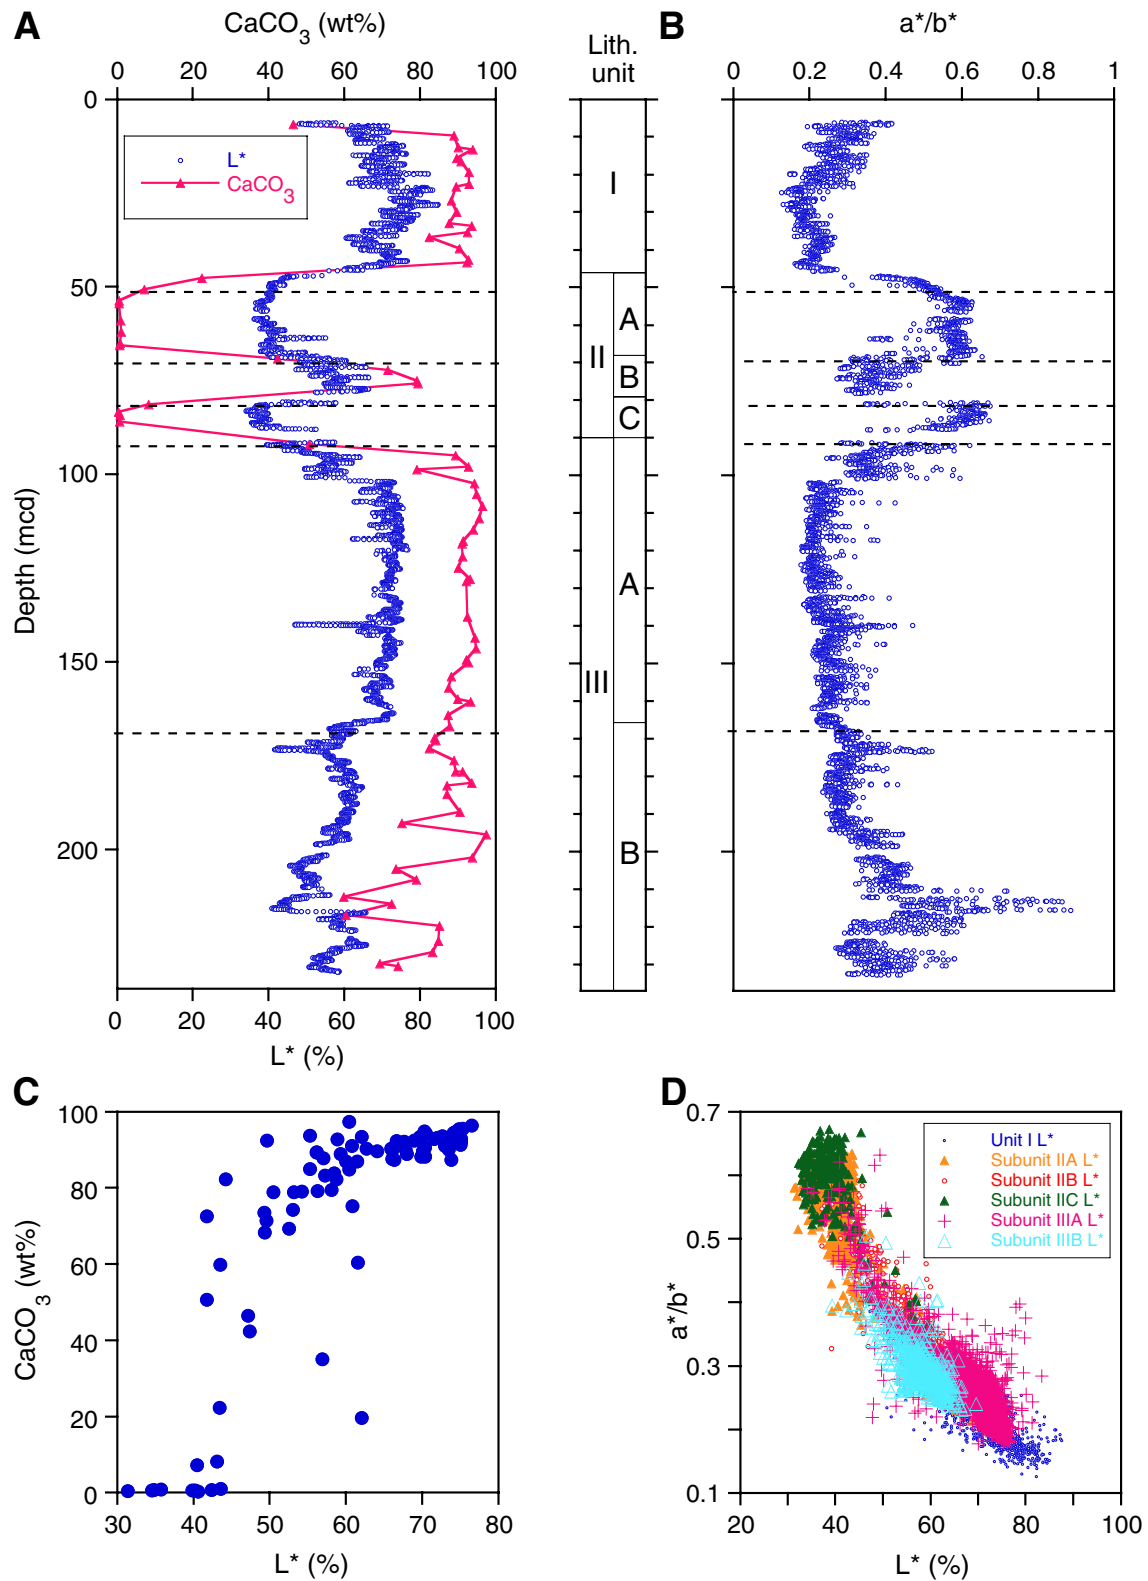 A
CaCO3 (wt%)
0 20 40 60 80 100
Lith.
unit
B
a*/b*
0 0.2 0.4 0.6 1
L*
CaCO3
I
II
A
B
C
III
A
B
Depth (mcd)
0
50
100
150
200
0 20 40 60 80 100
L* (%)
C
CaCO3 (wt%)
100
80
60
40
20
0
30 40 50 60 70 80
L* (%)
D
a*/b*
0.7
0.5
0.3
0.1
Unit I L*
Subunit IIA L*
Subunit IIB L*
Subunit IIC L*
Subunit IIIA L*
Subunit IIIB L*
20 40 60 80 100
L* (%)